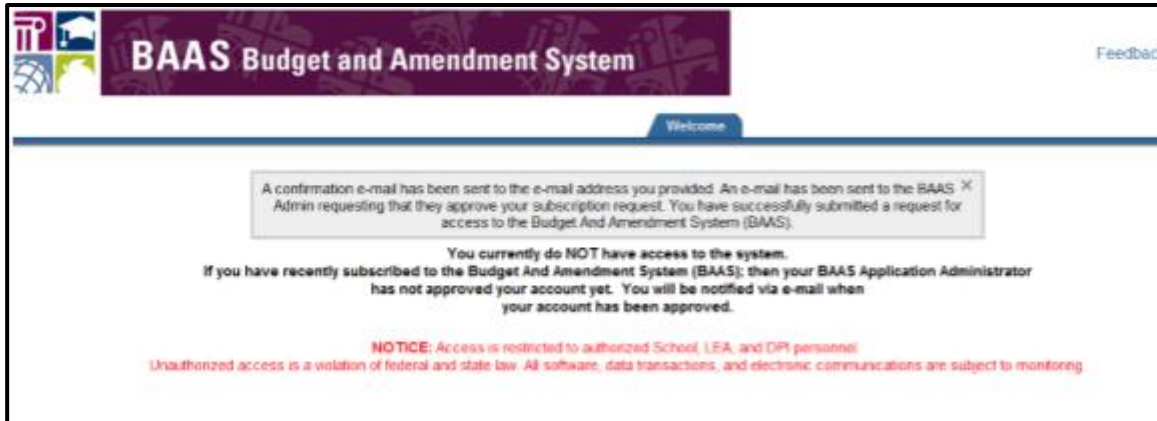 BAAS Budget and Amendment System
Feedbac
Welcome
A confirmation e-mail has been sent to the e-mail address you provided. An e-mail has been sent to the BAAS
Admin requesting that they approve your subscription request. You have successfully submitted a request for
access to the Budget And Amendment System (BAAS).
You currently do NOT have access to the system.
If you have recently subscribed to the Budget And Amendment System (BAAS); then your BAAS Application Administrator
has not approved your account yet. You will be notified via e-mail when
your account has been approved.
NOTICE: Access is restricted to authorized School, LEA, and DPI personnel.
Unauthorized access is a violation of federal and state law. All software, data transactions, and electronic communications are subject to monitoring.